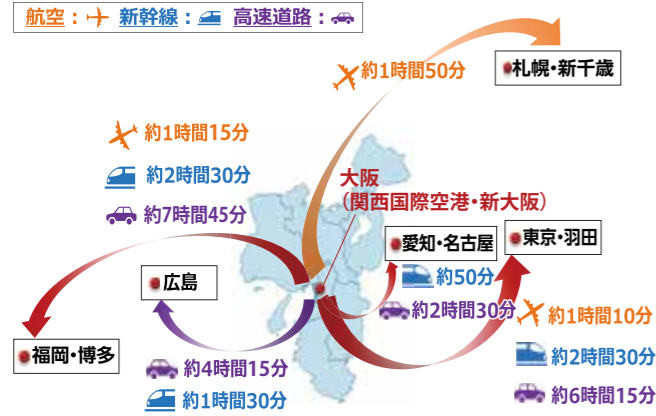 航空：新幹線：高速道路：
約1時間50分
札幌・新千歳
約1時間15分
約2時間30分
約7時間45分
大阪
（関西国際空港・新大阪）
愛知・名古屋
東京・羽田
約50分
広島
約2時間30分
約1時間10分
福岡・博多
約2時間30分
約4時間15分
約6時間15分
約1時間30分